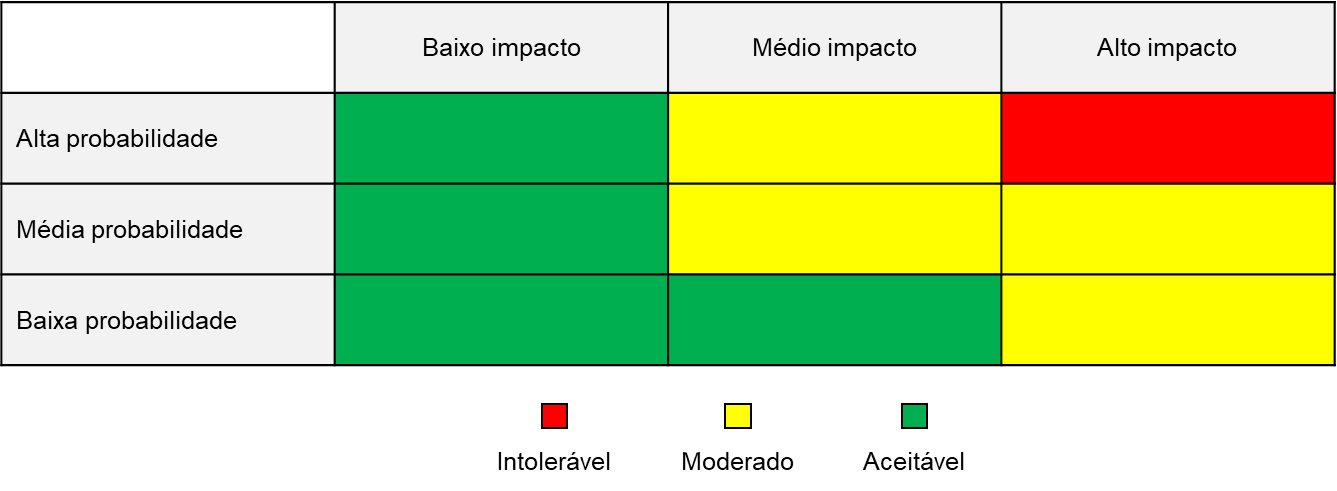 Baixo impacto
Médio impacto
Alto impacto
Alta probabilidade
Média probabilidade
Baixa probabilidade
Intolerável
Moderado
Aceitável